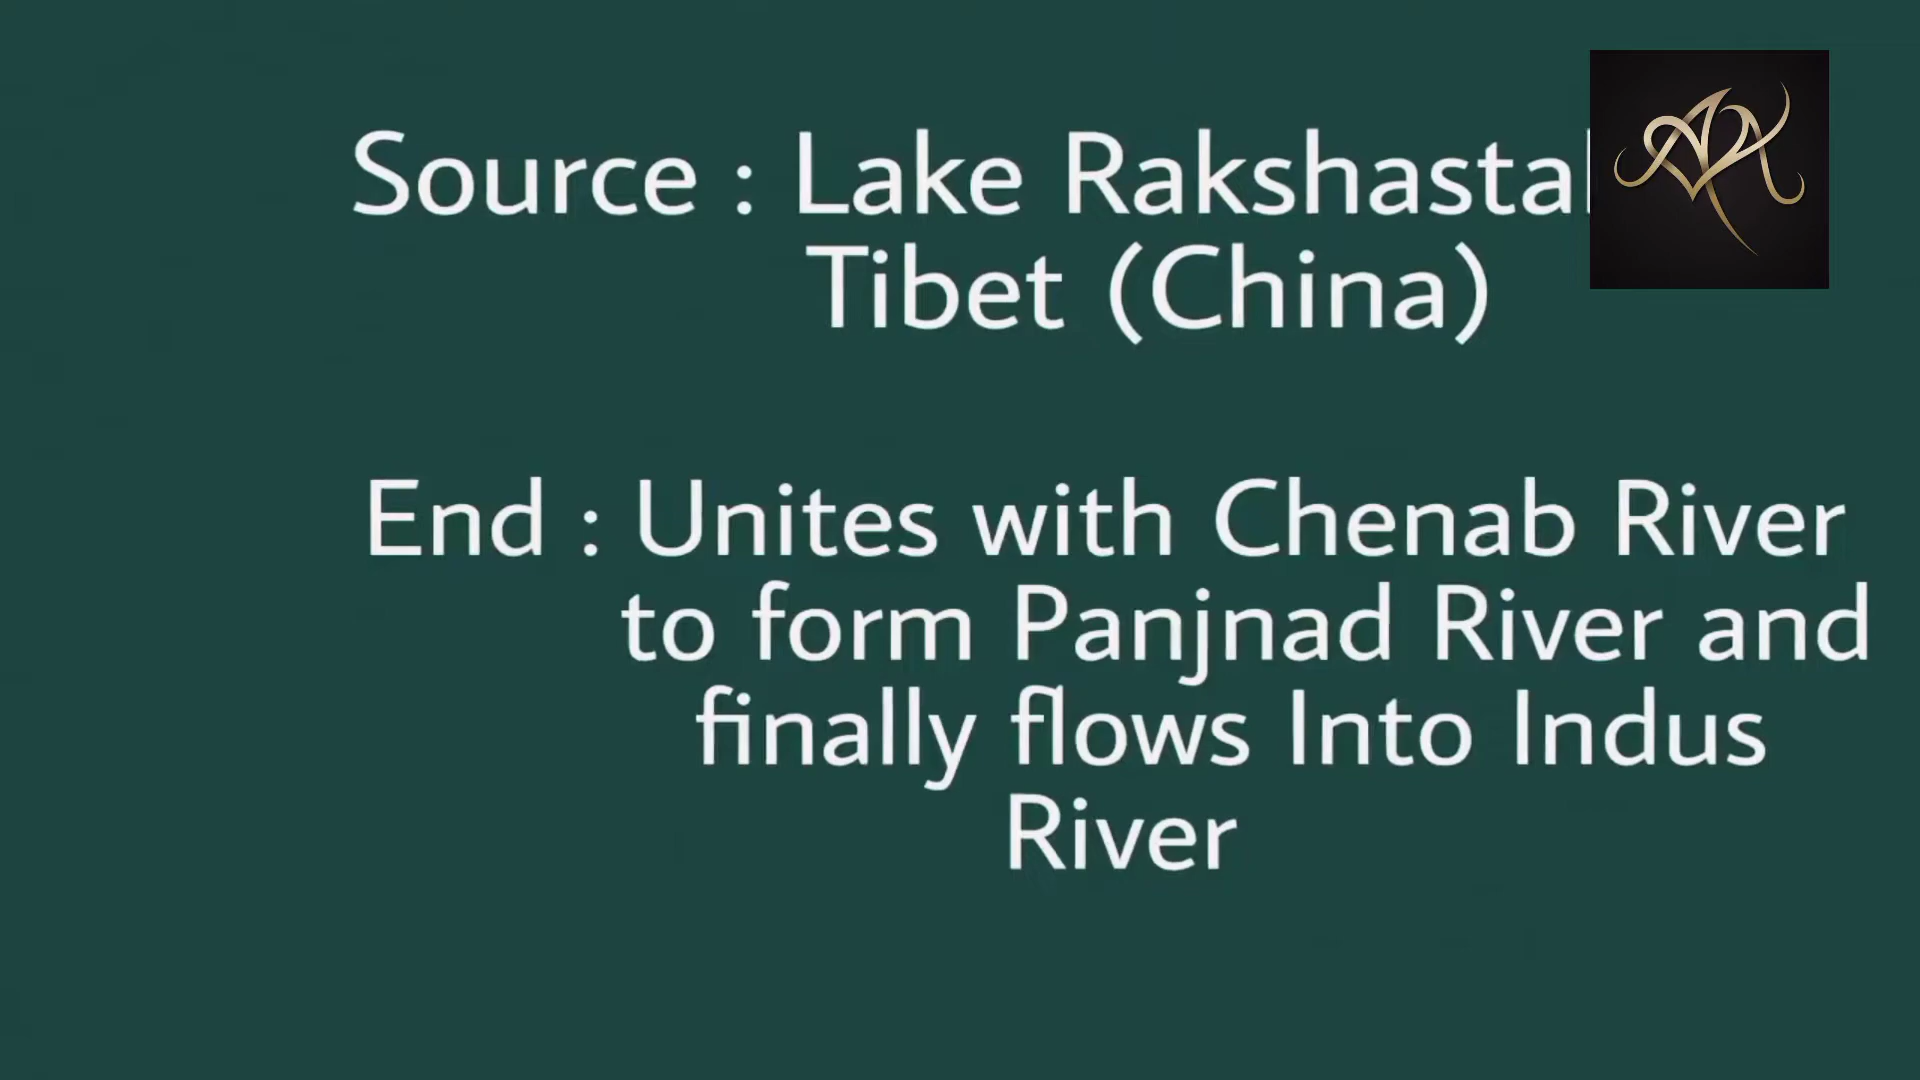 Source : Lake Rakshastal
Tibet (China)
End : Unites with Chenab River
to form Panjnad River and
finally flows Into Indus
River